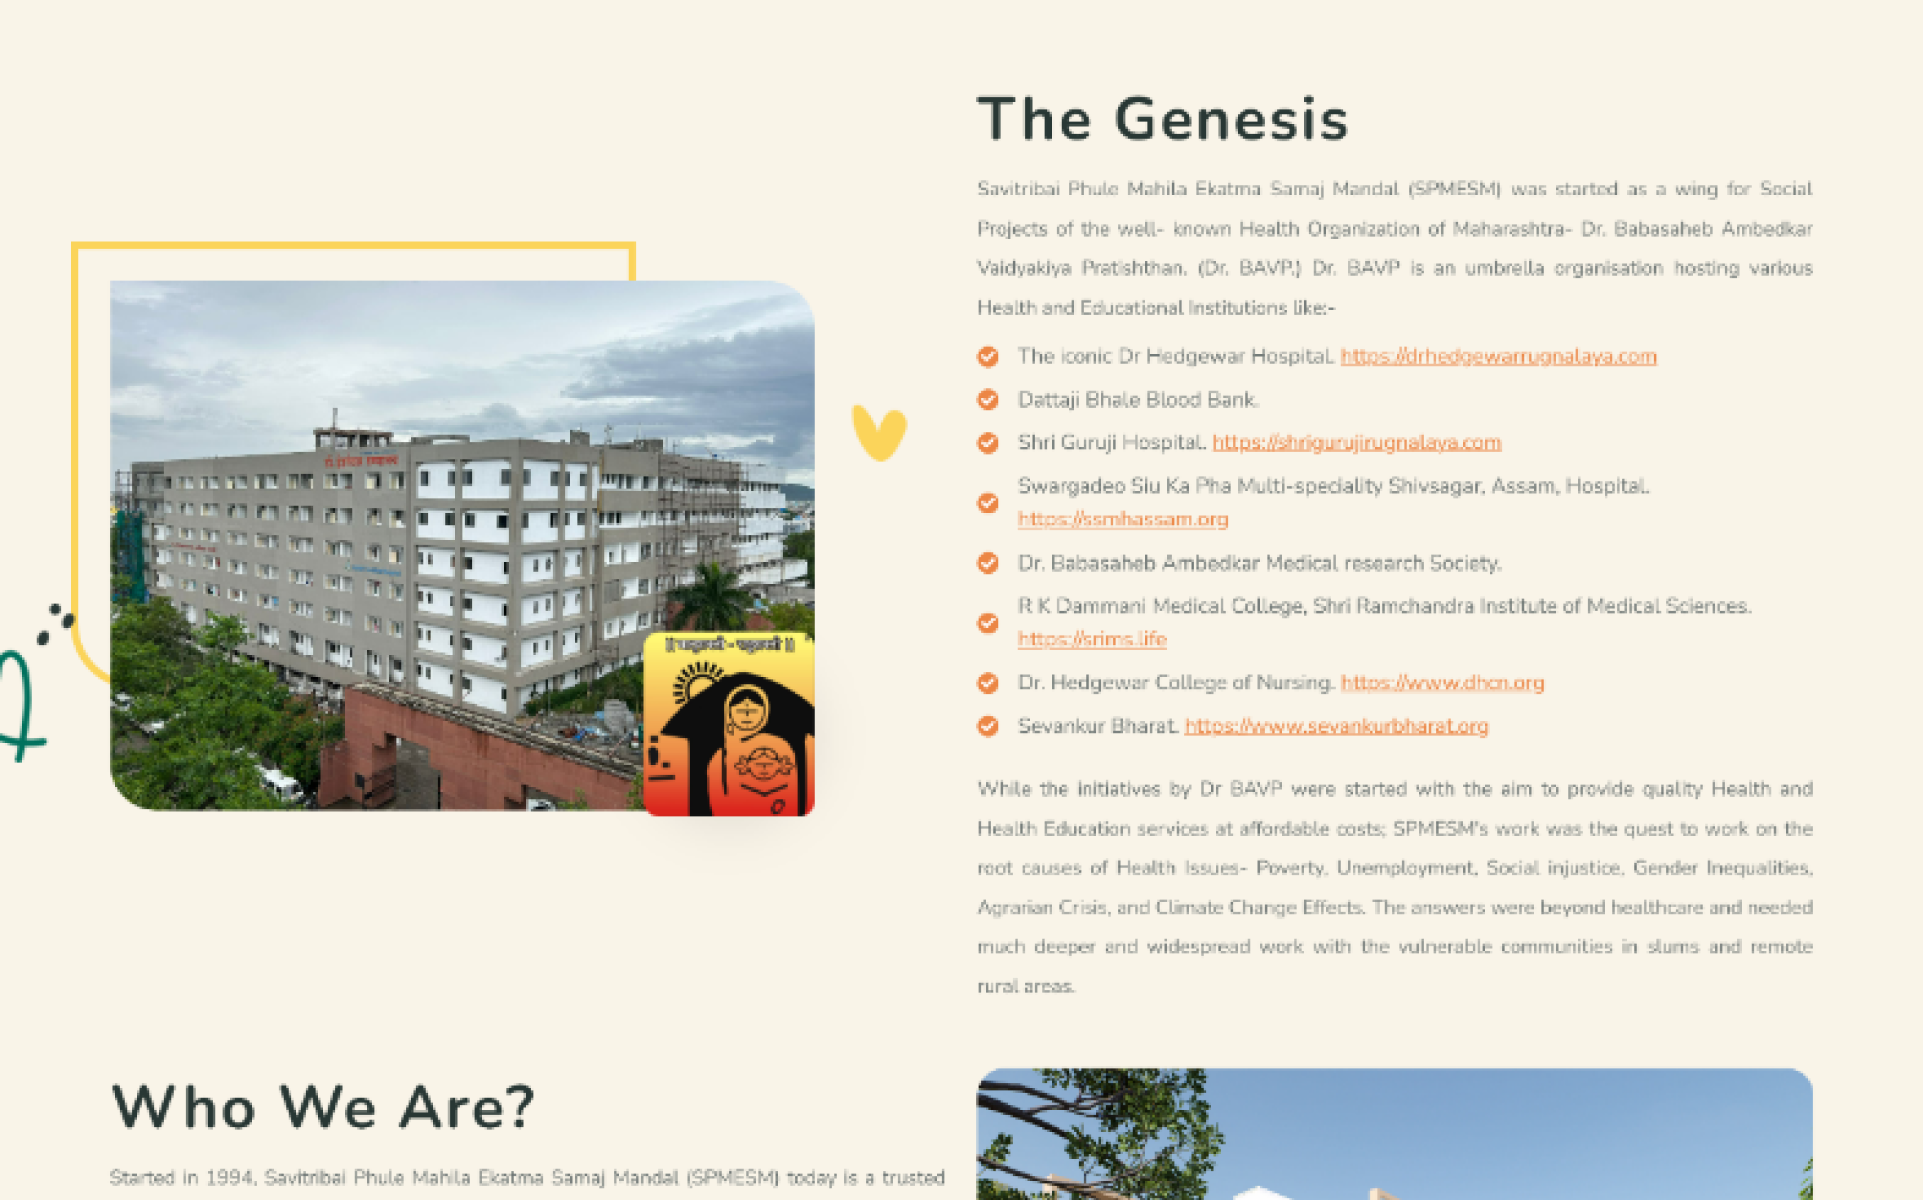 The Genesis
Savitribai Phule Mahila Ekatma Samaj Mandal (SPMESM) was started as a wing for Social
Projects of the well- known Health Organization of Maharashtra- Dr. Babasaheb Ambedkar
Vaidyakiya Pratishthan. (Dr. BAVP.) Dr. BAVP is an umbrella organisation hosting various
Health and Educational Institutions like:-
The iconic Dr Hedgewar Hospital. https://drhedgewarrugnalaya.com
Dattaji Bhale Blood Bank.
Shri Guruji Hospital. https://shrigurujirugnalaya.com
Swargadeo Siu Ka Pha Multi-speciality Shivsagar, Assam, Hospital.
https://ssmhassam.org
Dr. Babasaheb Ambedkar Medical research Society.
R K Dammani Medical College, Shri Ramchandra Institute of Medical Sciences.
https://srims.life
Dr. Hedgewar College of Nursing. https://www.dhcn.org
Sevankur Bharat. https://www.sevankurbharat.org
While the initiatives by Dr BAVP were started with the aim to provide quality Health and
Health Education services at affordable costs; SPMESM's work was the quest to work on the
root causes of Health Issues- Poverty, Unemployment, Social injustice, Gender Inequalities,
Agrarian Crisis, and Climate Change Effects. The answers were beyond healthcare and needed
much deeper and widespread work with the vulnerable communities in slums and remote
rural areas.
Who We Are?
Started in 1994, Savitribai Phule Mahila Ekatma Samaj Mandal (SPMESM) today is a trusted